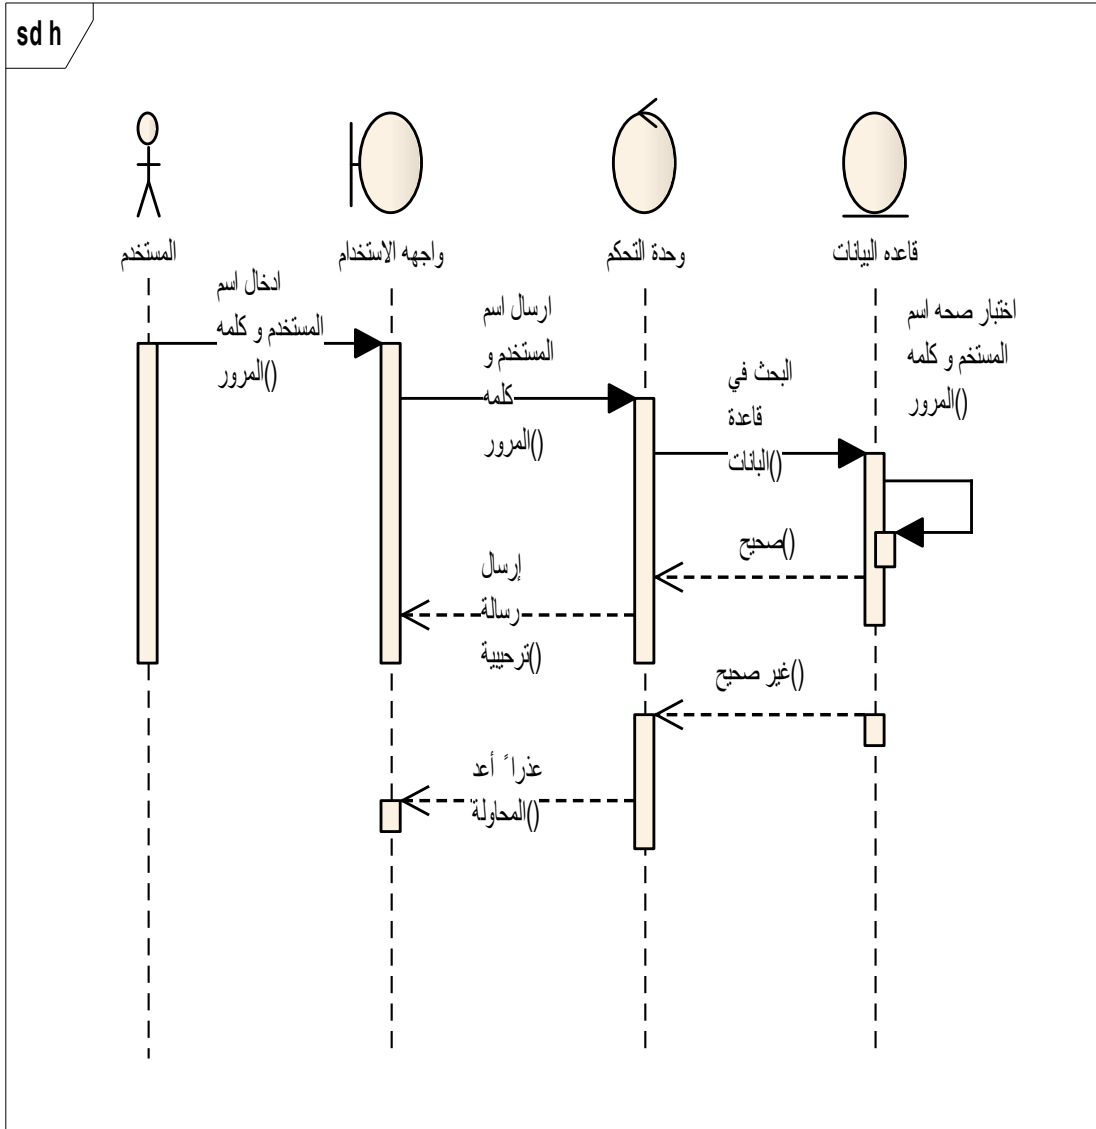 sd h
المستخدم
واجهه الاستخدام
وحدة التحكم
قاعده البيانات
ادخال اسم
المستخدم و كلمه
المرور()
ارسال اسم
المستخدم و
كلمه
المرور()
البحث في
قاعدة
البانات()
اختبار صحه اسم
المستخم و كلمه
المرور()
صحيح()
إرسال
رسالة
ترحيبية()
غير صحيح()
عذرا ً أعد
المحاولة()